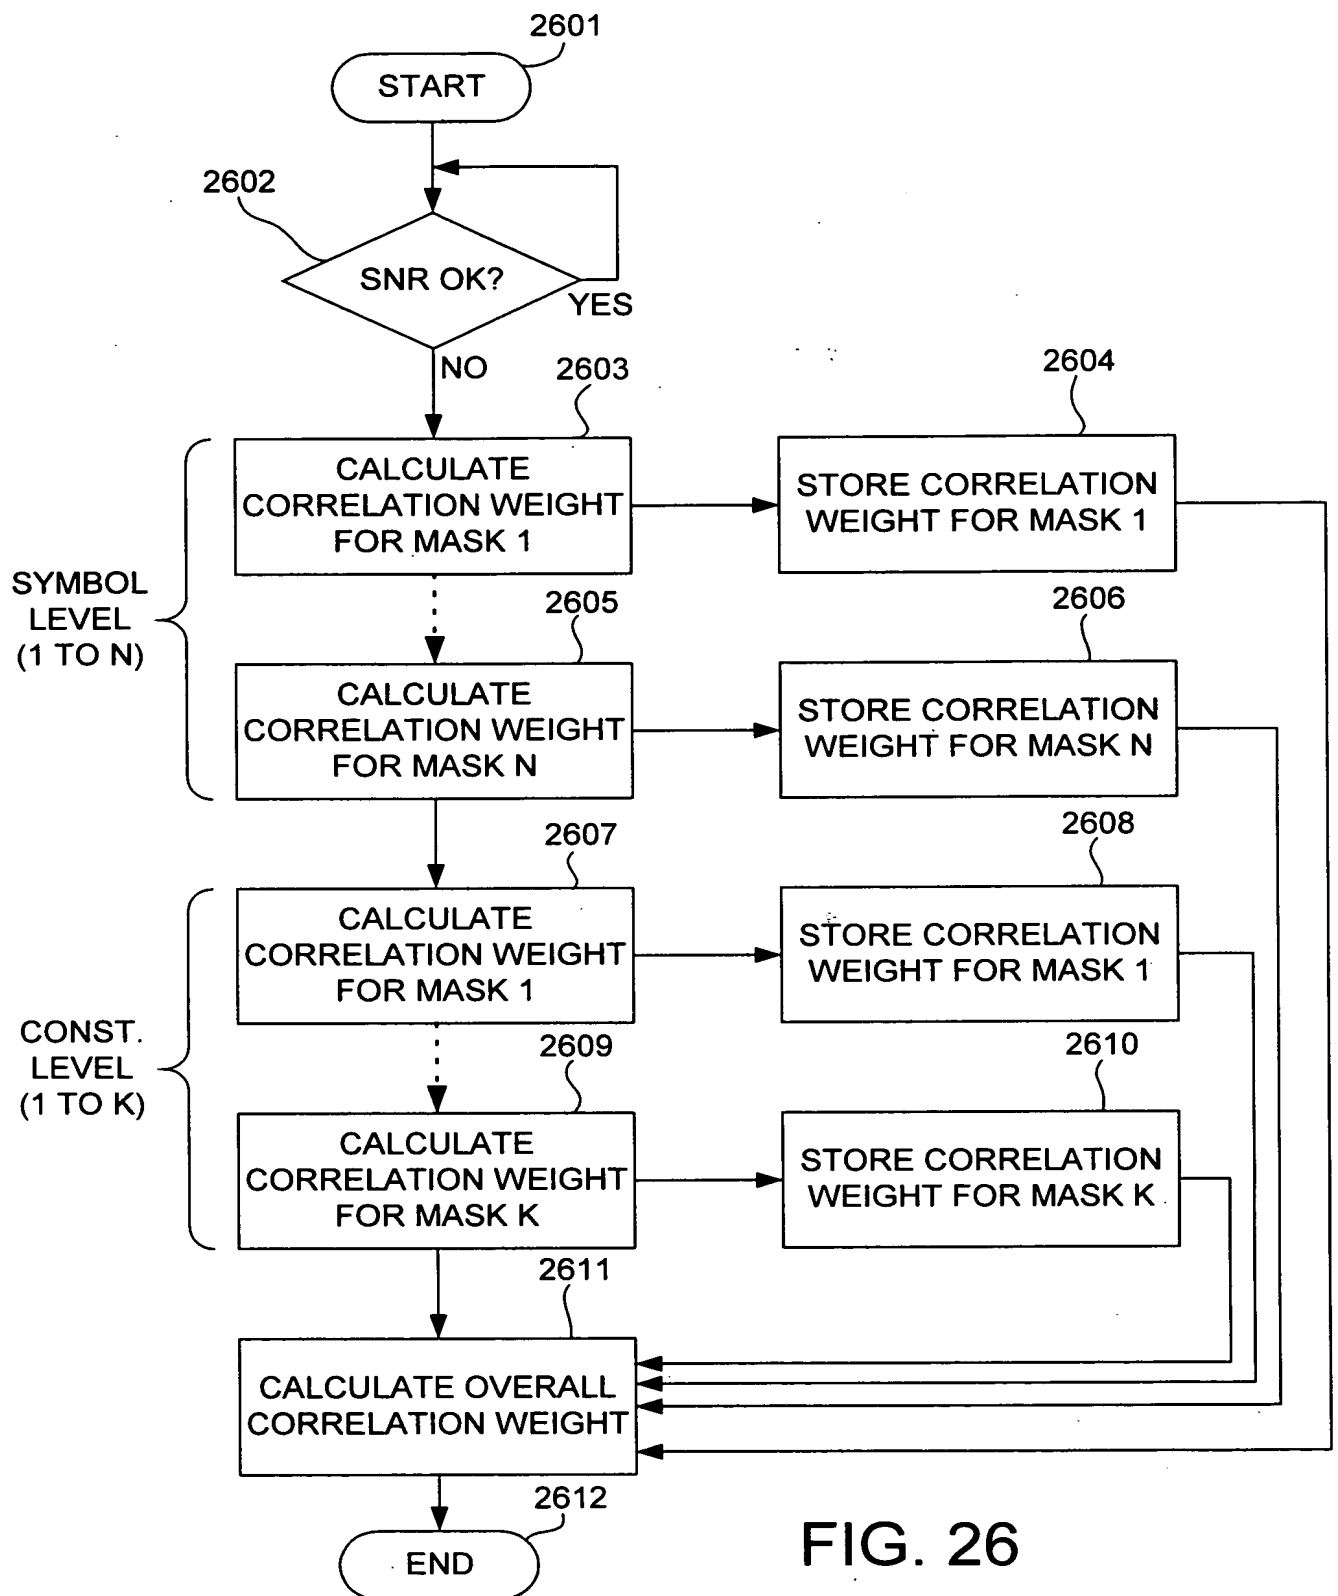 2601
START
2602
SNR OK?
YES
NO
2603
2604
CALCULATE
CORRELATION WEIGHT
FOR MASK 1
STORE CORRELATION
WEIGHT FOR MASK 1
SYMBOL
LEVEL
(1 TO N)
2605
2606
CALCULATE
CORRELATION WEIGHT
FOR MASK N
STORE CORRELATION
WEIGHT FOR MASK N
2607
2608
CALCULATE
CORRELATION WEIGHT
FOR MASK 1
STORE CORRELATION
WEIGHT FOR MASK 1
CONST.
LEVEL
(1 TO K)
2609
2610
CALCULATE
CORRELATION WEIGHT
FOR MASK K
STORE CORRELATION
WEIGHT FOR MASK K
2611
CALCULATE OVERALL
CORRELATION WEIGHT
2612
END
FIG. 26